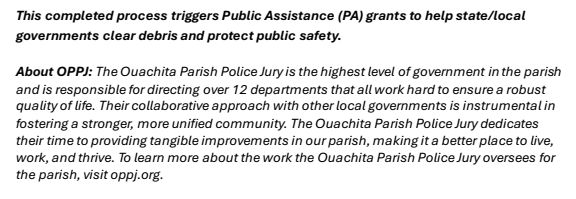 This completed process triggers Public Assistance (PA) grants to help state/local
governments clear debris and protect public safety.
About OPPJ: The Ouachita Parish Police Jury is the highest level of government in the parish
and is responsible for directing over 12 departments that all work hard to ensure a robust
quality of life. Their collaborative approach with other local governments is instrumental in
fostering a stronger, more unified community. The Ouachita Parish Police Jury dedicates
their time to providing tangible improvements in our parish, making it a better place to live,
work, and thrive. To learn more about the work the Ouachita Parish Police Jury oversees for
the parish, visit oppj.org.